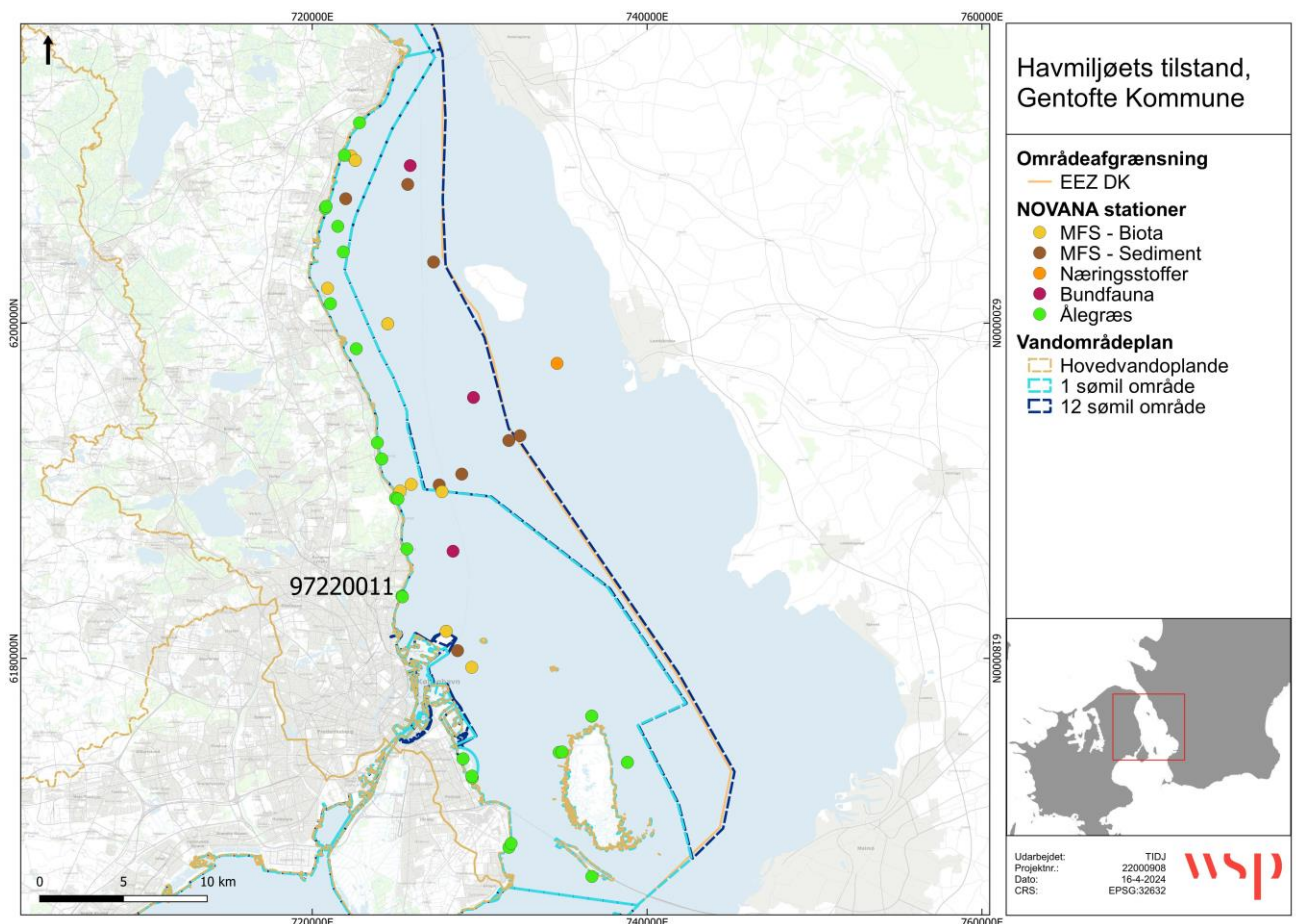 720000E
740000E
760000E
6200000N
6200000N
6180000N
6180000N
97220011
København
Malmö
0 5 10 km
720000E
740000E
760000E
Havmiljøets tilstand,
Gentofte Kommune
Områdeafgrænsning
EEZ DK
NOVANA stationer
MFS - Biota
MFS - Sediment
Næringsstoffer
Bundfauna
Ålegræs
Vandområdeplan
Hovedvandoplande
1 sømil område
12 sømil område
Udarbejdet: TIDJ
Projektnr.: 22000908
Dato: 16-4-2024
CRS: EPSG:32632
wsp